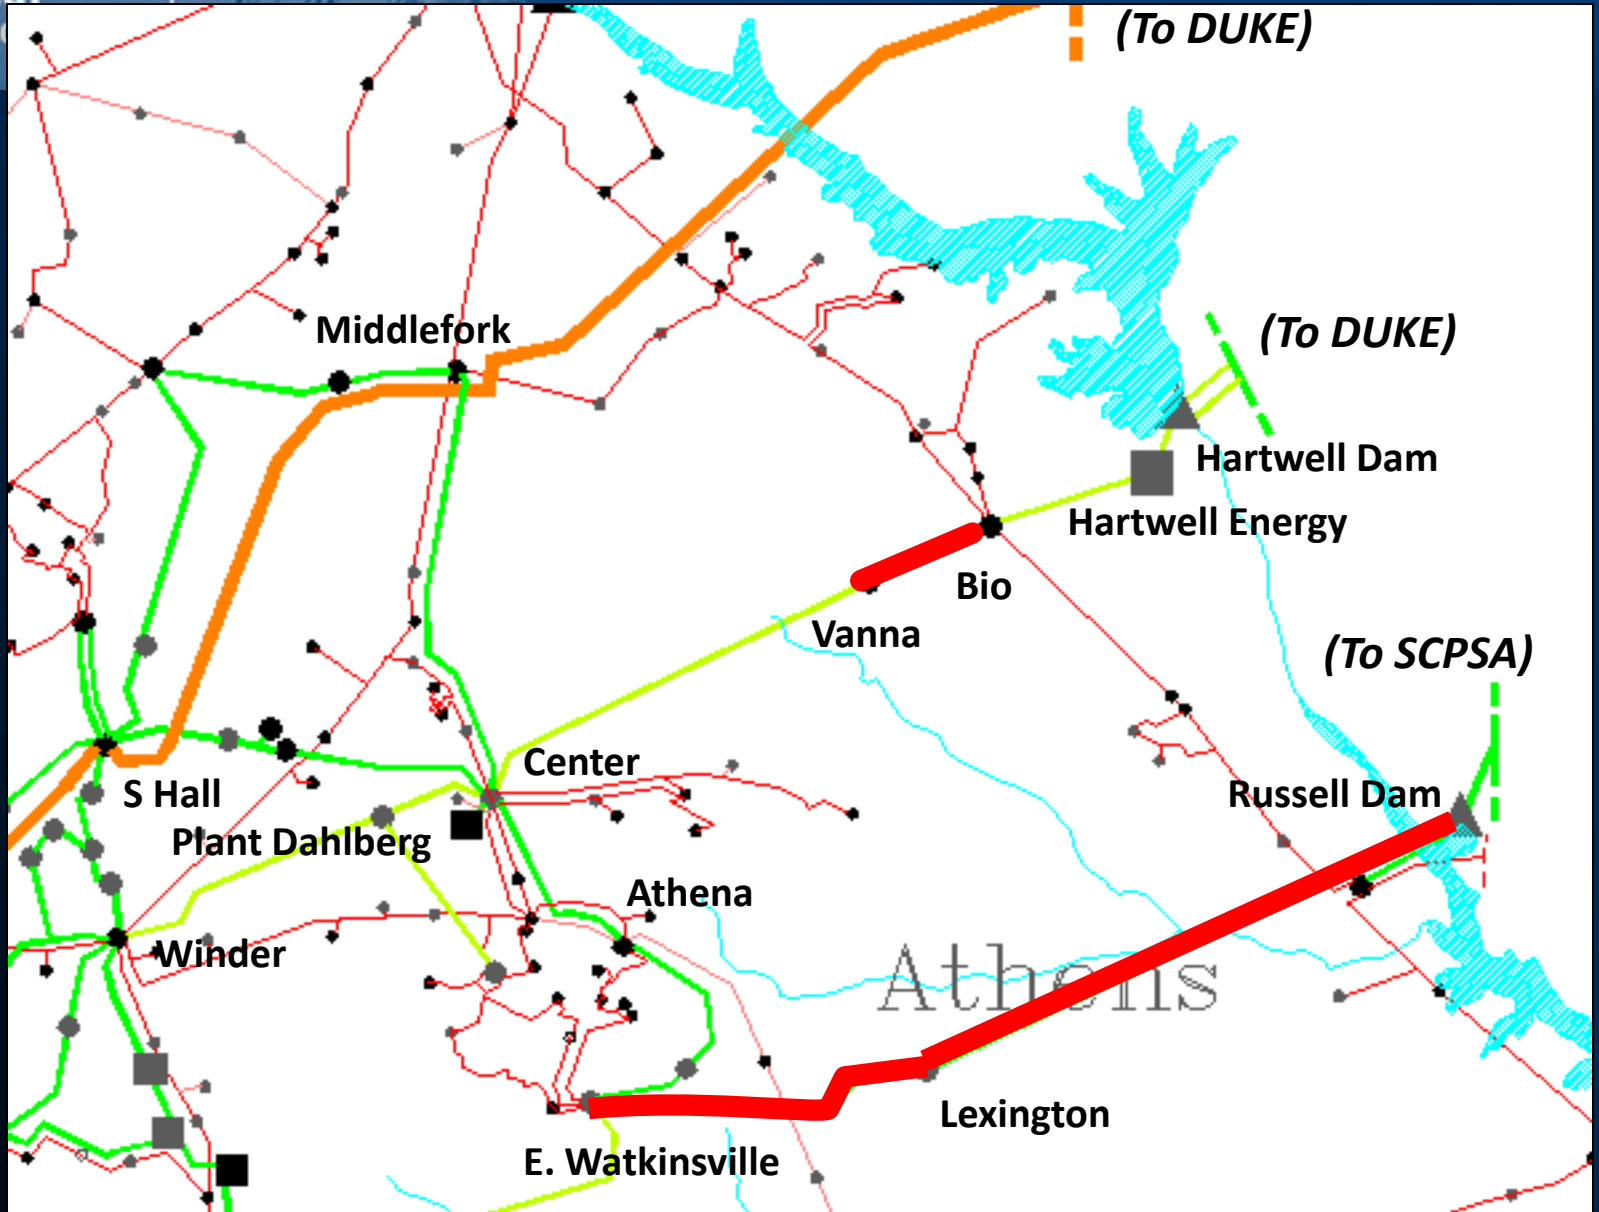 (To DUKE)
Middlefork
(To DUKE)
Hartwell Dam
Hartwell Energy
Bio
Vanna
(To SCPSA)
Center
S Hall
Russell Dam
Plant Dahlberg
Athena
Winder
Athens
Lexington
E. Watkinsville